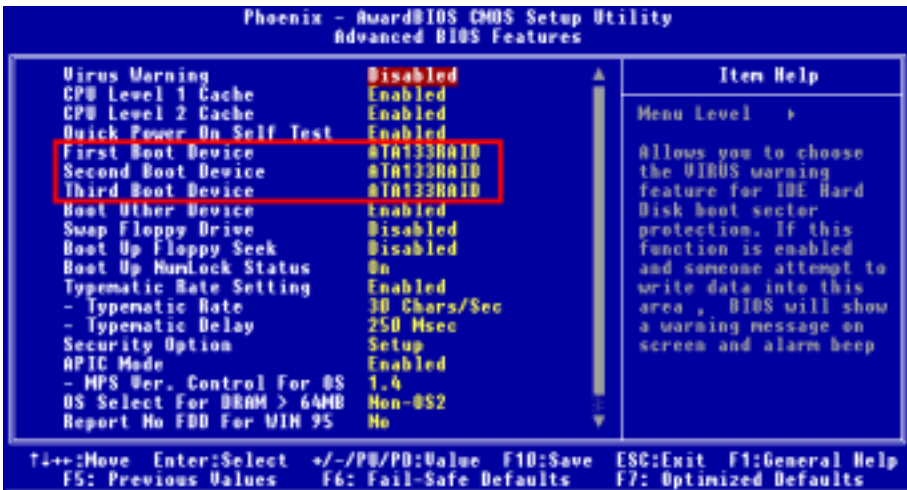 Phoenix - AwardBIOS CMOS Setup Utility
Advanced BIOS Features
Virus Warning Disabled
CPU Level 1 Cache Enabled
CPU Level 2 Cache Enabled
Quick Power On Self Test Enabled
First Boot Device ATA133RAID
Second Boot Device ATA133RAID
Third Boot Device ATA133RAID
Boot Other Device Enabled
Swap Floppy Drive Disabled
Boot Up Floppy Seek Disabled
Boot Up NumLock Status On
Typematic Rate Setting Enabled
- Typematic Rate 30 Chars/Sec
- Typematic Delay 250 Msec
Security Option Setup
APIC Mode Enabled
- MPS Ver. Control For OS 1.4
OS Select For DRAM > 64MB Non-OS2
Report No FDD For WIN 95 No
Item Help
Menu Level ▸
Allows you to choose
the VIRUS warning
feature for IDE Hard
Disk boot sector
protection. If this
function is enabled
and someone attempt to
write data into this
area , BIOS will show
a warning message on
screen and alarm beep
↑↓→←:Move Enter:Select +/-/PU/PD:Value F10:Save ESC:Exit F1:General Help
F5: Previous Values F6: Fail-Safe Defaults F7: Optimized Defaults